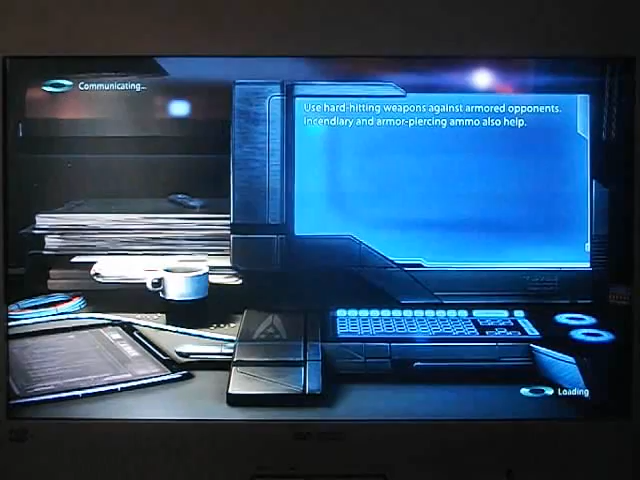 Communicating...
Use hard-hitting weapons against armored opponents.
Incendiary and armor-piercing ammo also help.
Loading